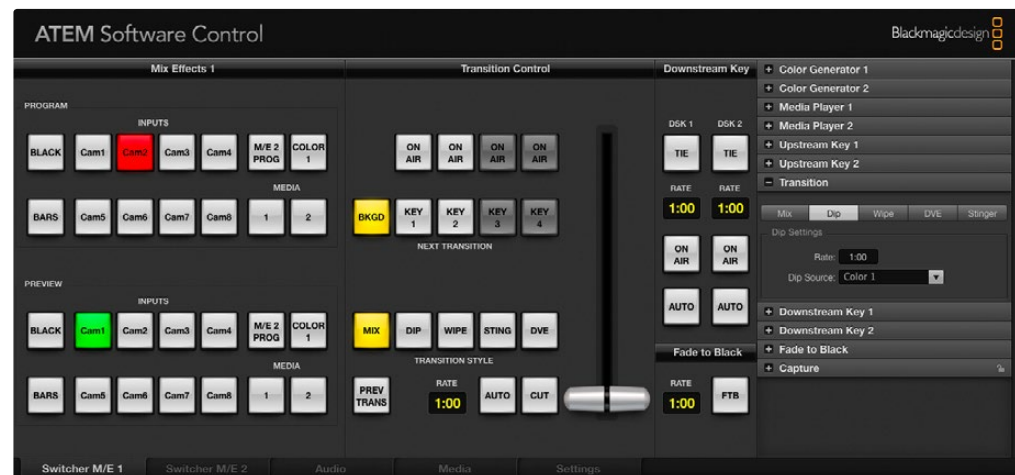 ATEM Software Control
Blackmagicdesign
Mix Effects 1
Transition Control
Downstream Key
PROGRAM
INPUTS
BLACK Cam1 Cam2 Cam3 Cam4 M/E 2 PROG COLOR 1
MEDIA
BARS Cam5 Cam6 Cam7 Cam8 1 2
PREVIEW
INPUTS
BLACK Cam1 Cam2 Cam3 Cam4 M/E 2 PROG COLOR 1
MEDIA
BARS Cam5 Cam6 Cam7 Cam8 1 2
ON AIR ON AIR ON AIR ON AIR
BKGD KEY 1 KEY 2 KEY 3 KEY 4
NEXT TRANSITION
MIX DIP WIPE STING DVE
TRANSITION STYLE
PREV TRANS RATE 1:00 AUTO CUT
DSK 1 DSK 2
TIE TIE
RATE RATE
1:00 1:00
ON AIR ON AIR
AUTO AUTO
Fade to Black
RATE
1:00 FTB
Color Generator 1
Color Generator 2
Media Player 1
Media Player 2
Upstream Key 1
Upstream Key 2
Transition
Mix Dip Wipe DVE Stinger
Dip Settings
Rate: 1:00
Dip Source: Color 1
Downstream Key 1
Downstream Key 2
Fade to Black
Capture
Switcher M/E 1 Switcher M/E 2 Audio Media Settings